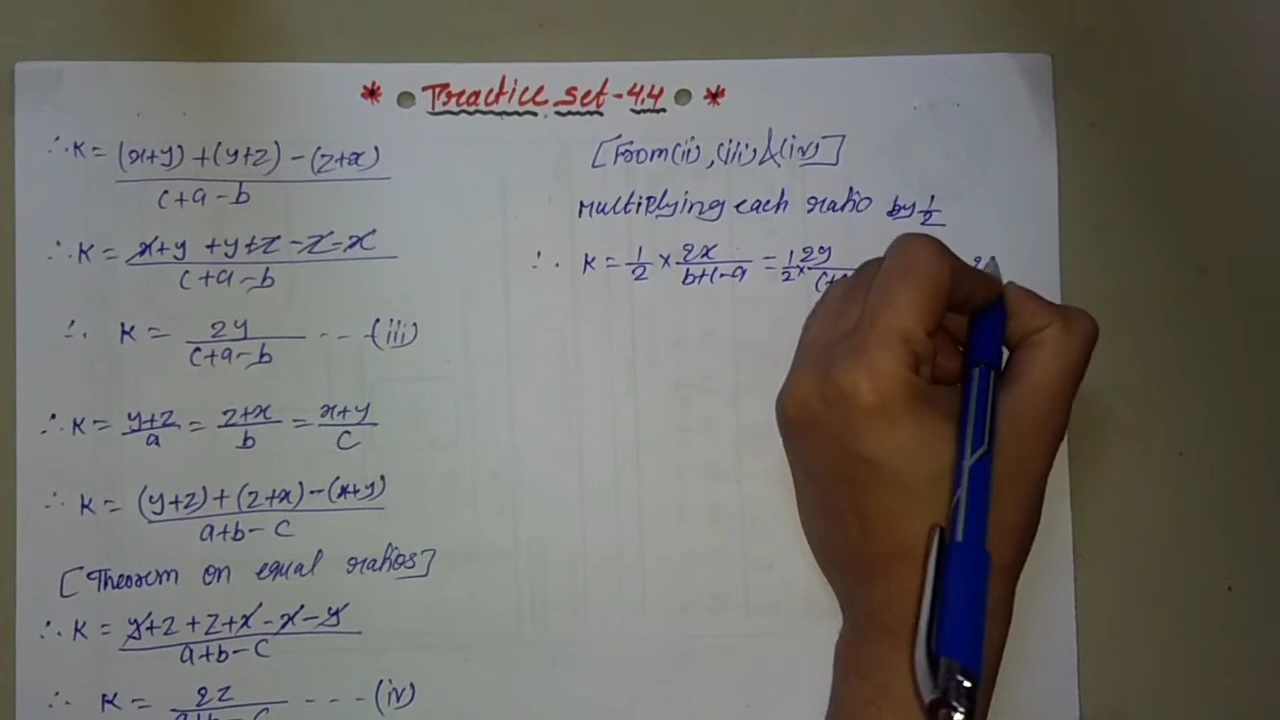 * Practice set - 4.4 *
∴ K = (x+y) + (y+z) - (z+x) / c+a-b
∴ K = x+y +y+z -z -x / c+a-b
∴ K = 2y / c+a-b -- (iii)
∴ K = y+z / a = z+x / b = x+y / c
∴ K = (y+z) + (z+x) - (x+y) / a+b-c
[Theorem on equal ratios]
∴ K = y+z+z+x-x-y / a+b-c
∴ K = 2z / a+b-c ---- (iv)
[From (ii), (iii) & (iv)]
Multiplying each ratio by 1/2
∴ K = 1/2 × 2x / b+c-a = 1/2 × 2y